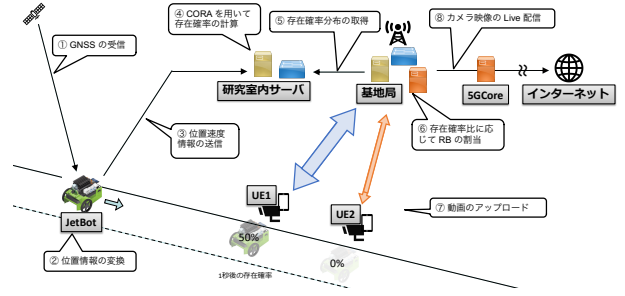 ① GNSS の受信
④ CORA を用いて
存在確率の計算
⑤ 存在確率分布の取得
⑧ カメラ映像の Live 配信
研究室内サーバ
基地局
5GCore
インターネット
③ 位置速度
情報の送信
⑥ 存在確率比に応
じて RB の割当
UE1
UE2
⑦ 動画のアップロード
JetBot
50%
② 位置情報の変換
1秒後の存在確率
0%